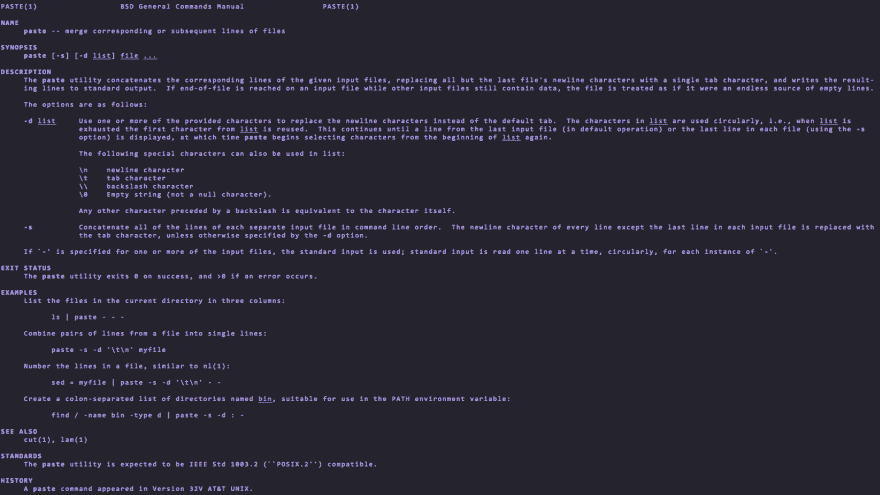 PASTE(1) BSD General Commands Manual PASTE(1)
NAME
paste -- merge corresponding or subsequent lines of files
SYNOPSIS
paste [-s] [-d list] file ...
DESCRIPTION
The paste utility concatenates the corresponding lines of the given input files, replacing all but the last file's newline characters with a single tab character, and writes the result-
ing lines to standard output.  If end-of-file is reached on an input file while other input files still contain data, the file is treated as if it were an endless source of empty lines.
The options are as follows:
-d list Use one or more of the provided characters to replace the newline characters instead of the default tab.  The characters in list are used circularly, i.e., when list is
exhausted the first character from list is reused.  This continues until a line from the last input file (in default operation) or the last line in each file (using the -s
option) is displayed, at which time paste begins selecting characters from the beginning of list again.
The following special characters can also be used in list:
\n newline character
\t tab character
\\ backslash character
\0 Empty string (not a null character).
Any other character preceded by a backslash is equivalent to the character itself.
-s Concatenate all of the lines of each separate input file in command line order.  The newline character of every line except the last line in each input file is replaced with
the tab character, unless otherwise specified by the -d option.
If `-' is specified for one or more of the input files, the standard input is used; standard input is read one line at a time, circularly, for each instance of `-'.
EXIT STATUS
The paste utility exits 0 on success, and >0 if an error occurs.
EXAMPLES
List the files in the current directory in three columns:
ls | paste - - -
Combine pairs of lines from a file into single lines:
paste -s -d '\t\n' myfile
Number the lines in a file, similar to nl(1):
sed = myfile | paste -s -d '\t\n' - -
Create a colon-separated list of directories named bin, suitable for use in the PATH environment variable:
find / -name bin -type d | paste -s -d : -
SEE ALSO
cut(1), lam(1)
STANDARDS
The paste utility is expected to be IEEE Std 1003.2 (``POSIX.2'') compatible.
HISTORY
A paste command appeared in Version 32V AT&T UNIX.